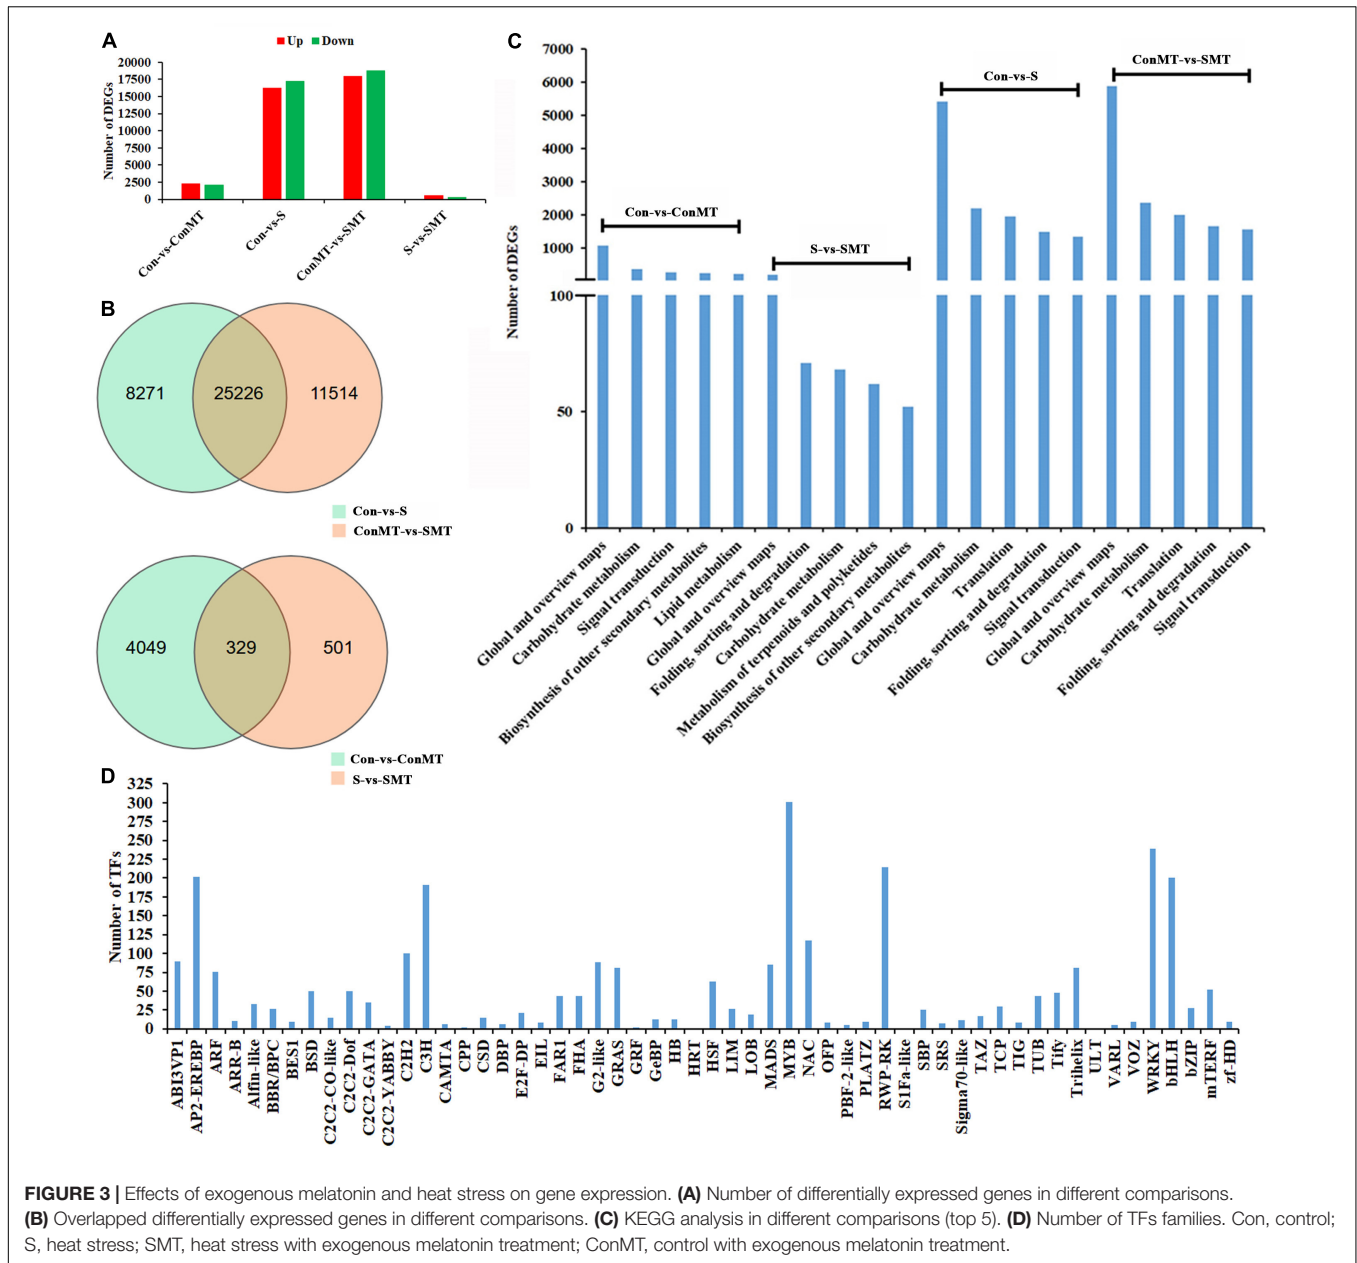 A
Up Down
Number of DEGs
20000
17500
15000
12500
10000
7500
5000
2500
0
Con-vs-ConMT
Con-vs-S
ConMT-vs-SMT
S-vs-SMT
B
8271
25226
11514
Con-vs-S
ConMT-vs-SMT
4049
329
501
Con-vs-ConMT
S-vs-SMT
C
Number of DEGs
7000
6000
5000
4000
3000
2000
1000
100
50
0
Con-vs-ConMT
S-vs-SMT
Con-vs-S
ConMT-vs-SMT
Global and overview maps
Carbohydrate metabolism
Signal transduction
Biosynthesis of other secondary metabolites
Lipid metabolism
Global and overview maps
Folding, sorting and degradation
Carbohydrate metabolism
Metabolism of terpenoids and polyketides
Biosynthesis of other secondary metabolites
Global and overview maps
Carbohydrate metabolism
Translation
Folding, sorting and degradation
Signal transduction
Global and overview maps
Carbohydrate metabolism
Translation
Folding, sorting and degradation
Signal transduction
D
Number of TFs
325
300
275
250
225
200
175
150
125
100
75
50
25
0
ABI3VP1
AP2-EREBP
ARF
ARR-B
Alfin-like
BBR/BPC
BES1
BSD
C2C2-CO-like
C2C2-Dof
C2C2-GATA
C2C2-YABBY
C2H2
C3H
CAMTA
CPP
CSD
DBP
E2F-DP
EIL
FAR1
FHA
G2-like
GRAS
GRF
GeBP
HB
HRT
HSF
LIM
LOB
MADS
MYB
NAC
OFP
PBF-2-like
PLATZ
RWP-RK
S1Fa-like
SBP
SRS
Sigma70-like
TAZ
TCP
TIG
TUB
Tify
Trihelix
ULT
VARL
VOZ
WRKY
bHLH
bZIP
mTERF
zf-HD
FIGURE 3 | Effects of exogenous melatonin and heat stress on gene expression. (A) Number of differentially expressed genes in different comparisons.
(B) Overlapped differentially expressed genes in different comparisons. (C) KEGG analysis in different comparisons (top 5). (D) Number of TFs families. Con, control;
S, heat stress; SMT, heat stress with exogenous melatonin treatment; ConMT, control with exogenous melatonin treatment.